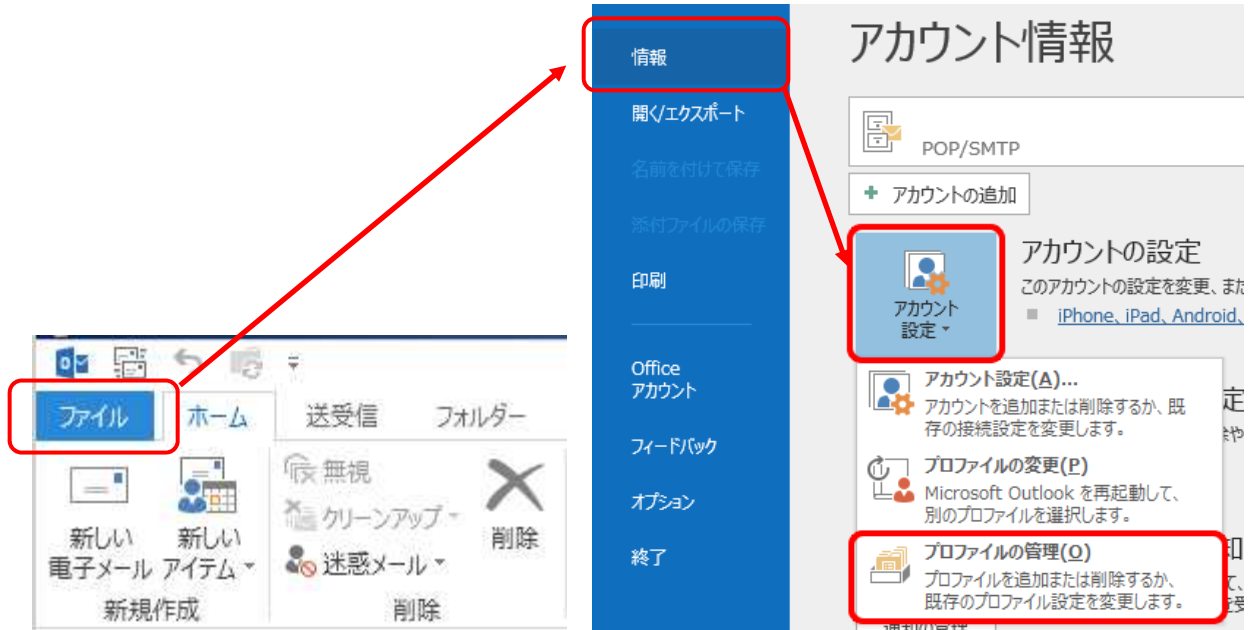 ファイル
ホーム
送受信
フォルダー
新しい
電子メール
新しい
アイテム
無視
クリーンアップ
迷惑メール
削除
新規作成
削除
情報
開く/エクスポート
名前を付けて保存
添付ファイルの保存
印刷
Office
アカウント
フィードバック
オプション
終了
アカウント情報
POP/SMTP
アカウントの追加
アカウント
設定
アカウントの設定
このアカウントの設定を変更、また
iPhone、iPad、Android、
アカウント設定(A)...
アカウントを追加または削除するか、既
存の接続設定を変更します。
プロファイルの変更(P)
Microsoft Outlook を再起動して、
別のプロファイルを選択します。
プロファイルの管理(O)
プロファイルを追加または削除するか、
既存のプロファイル設定を変更します。